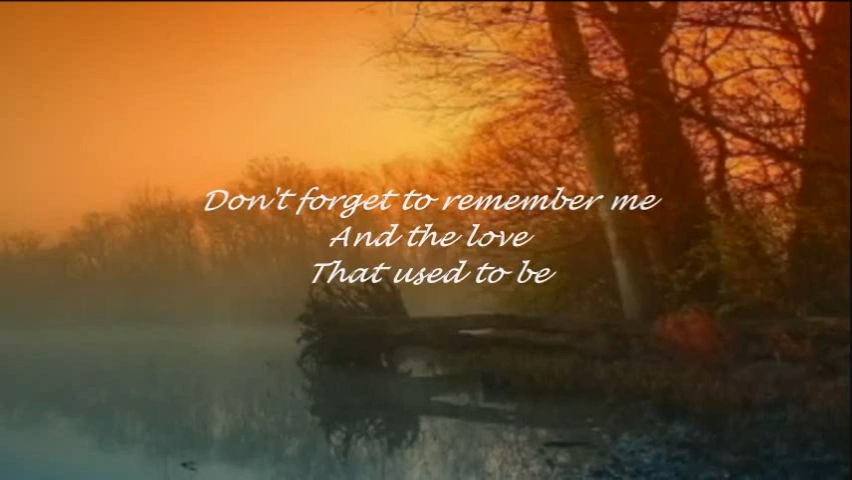 Don't forget to remember me
And the love
That used to be